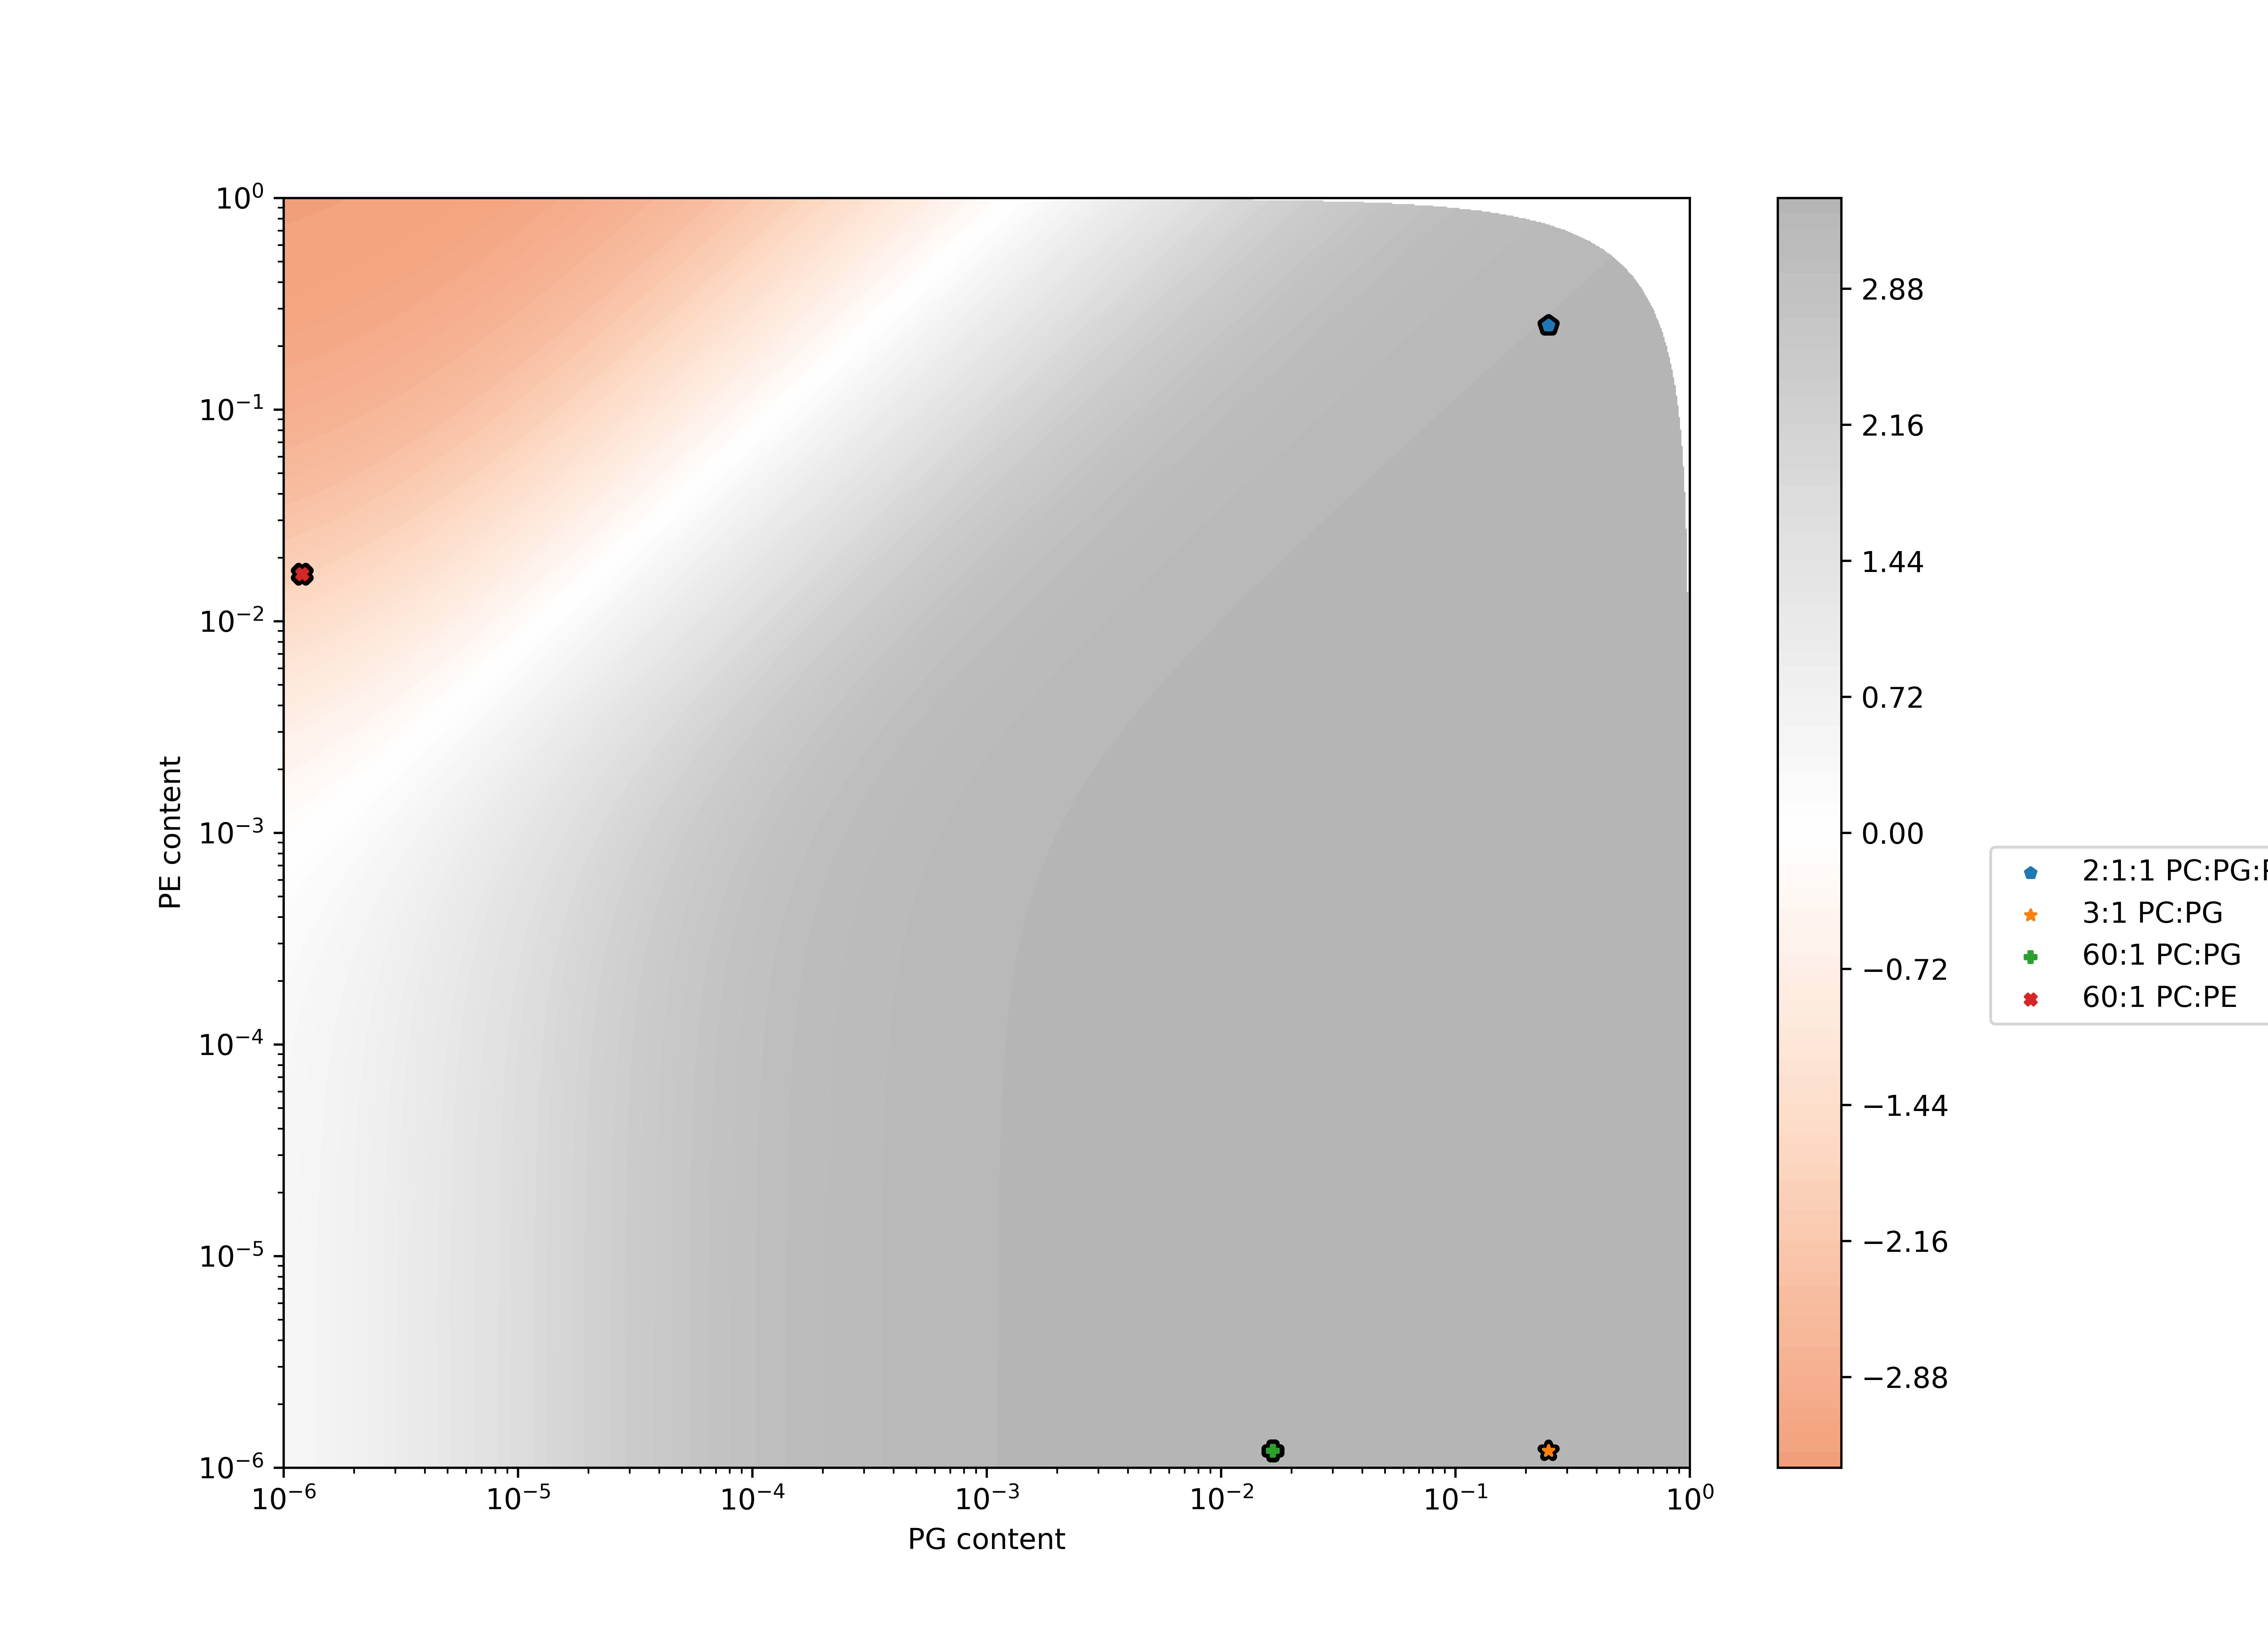 10⁰
10⁻¹
10⁻²
10⁻³
10⁻⁴
10⁻⁵
10⁻⁶
PE content
10⁻⁶ 10⁻⁵ 10⁻⁴ 10⁻³ 10⁻² 10⁻¹ 10⁰
PG content
2.88
2.16
1.44
0.72
0.00
−0.72
−1.44
−2.16
−2.88
2:1:1 PC:PG:
3:1 PC:PG
60:1 PC:PG
60:1 PC:PE